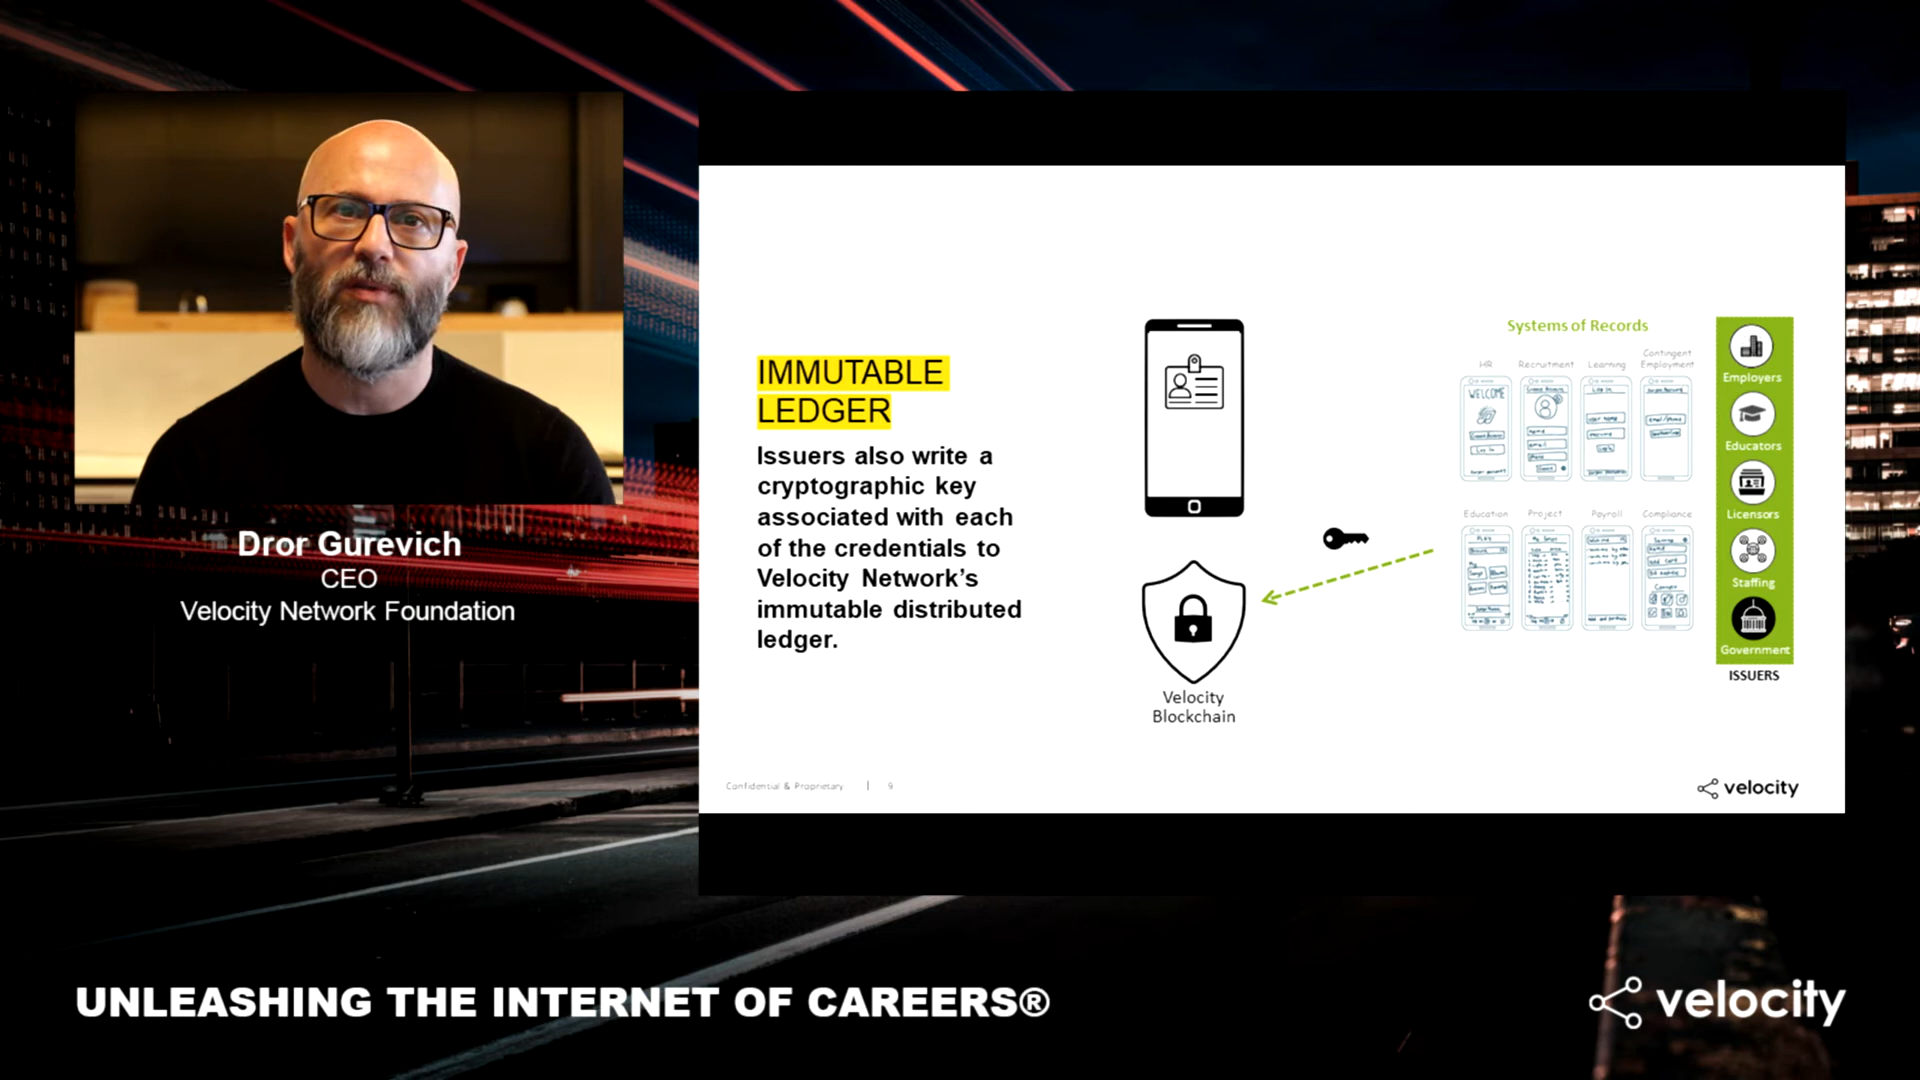 Dror Gurevich
CEO
Velocity Network Foundation
IMMUTABLE
LEDGER
Issuers also write a
cryptographic key
associated with each
of the credentials to
Velocity Network's
immutable distributed
ledger.
Velocity
Blockchain
Systems of Records
HR
Recruitment
Learning
Contingent
Employment
WELCOME
Education
Project
Payroll
Compliance
Employers
Educators
Licensors
Staffing
Government
ISSUERS
Confidential & Proprietary | 9
velocity
UNLEASHING THE INTERNET OF CAREERS®
velocity